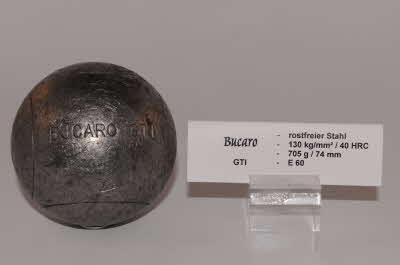 BUCARO GTI
Bucaro - rostfreier Stahl
- 130 kg/mm² / 40 HRC
- 705 g / 74 mm
GTI - E 60